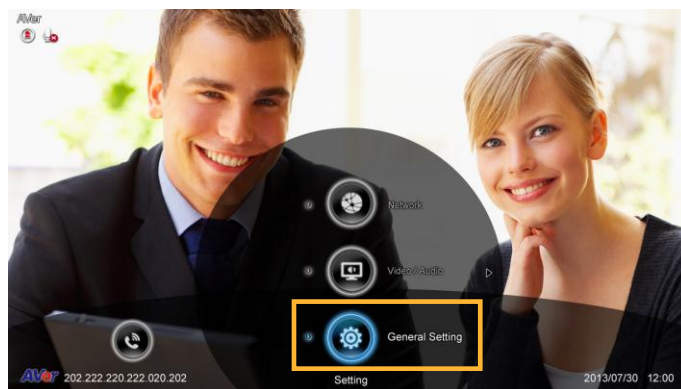 AVer
Network
Video / Audio
General Setting
AVer 202.222.220.222.020.202
Setting
2013/07/30 12:00